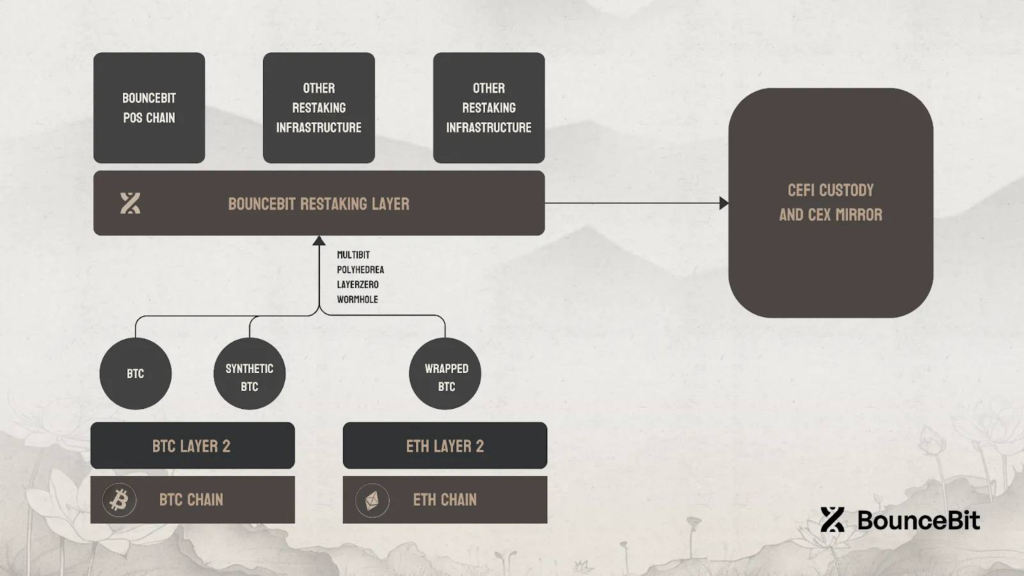 BOUNCEBIT
POS CHAIN
OTHER
RESTAKING
INFRASTRUCTURE
OTHER
RESTAKING
INFRASTRUCTURE
BOUNCEBIT RESTAKING LAYER
CEFI CUSTODY
AND CEX MIRROR
MULTIBIT
POLYHEDREA
LAYERZERO
WORMHOLE
BTC
SYNTHETIC
BTC
WRAPPED
BTC
BTC LAYER 2
ETH LAYER 2
BTC CHAIN
ETH CHAIN
BounceBit